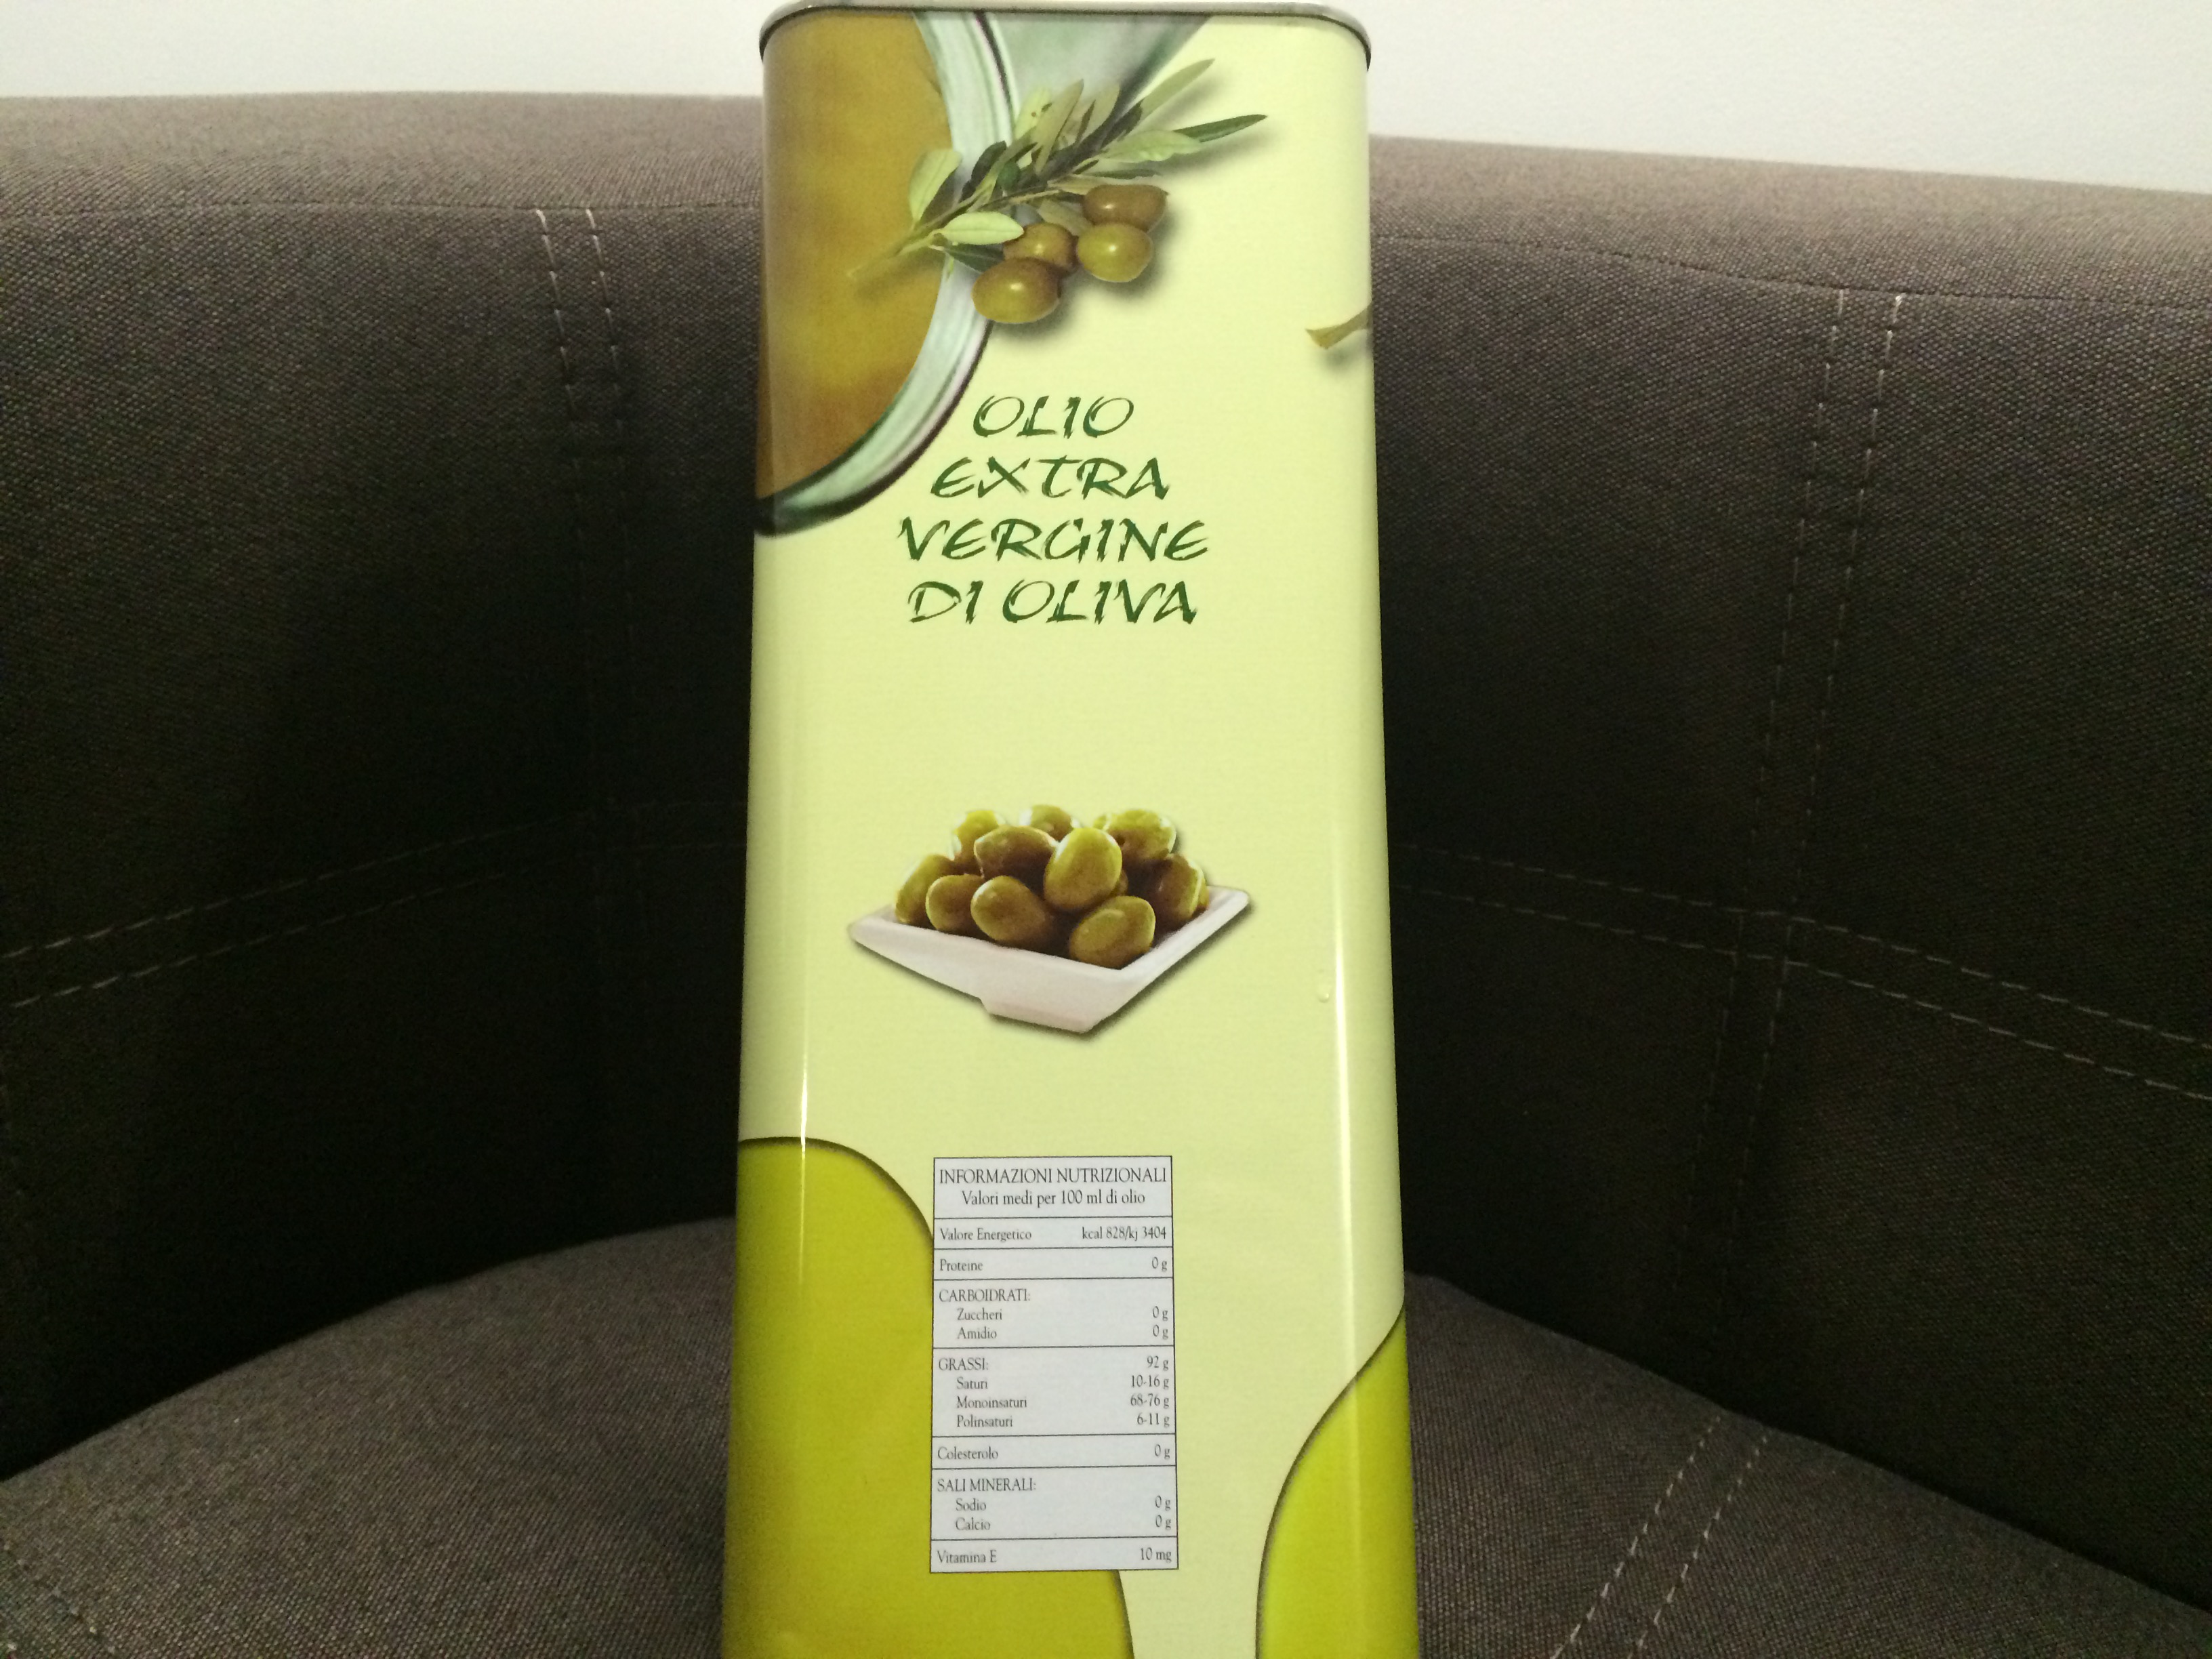 OLIO
EXTRA
VERGINE
DI OLIVA
INFORMAZIONI NUTRIZIONALI
Valori medi per 100 ml di olio
Valore Energetico kcal 828/kj 3404
Proteine 0 g
CARBOIDRATI:
Zuccheri 0 g
Amidio 0 g
GRASSI: 92 g
Saturi 10-16 g
Monoinsaturi 68-76 g
Polinsaturi 6-11 g
Colesterolo 0 g
SALI MINERALI:
Sodio 0 g
Calcio 0 g
Vitamina E 10 mg